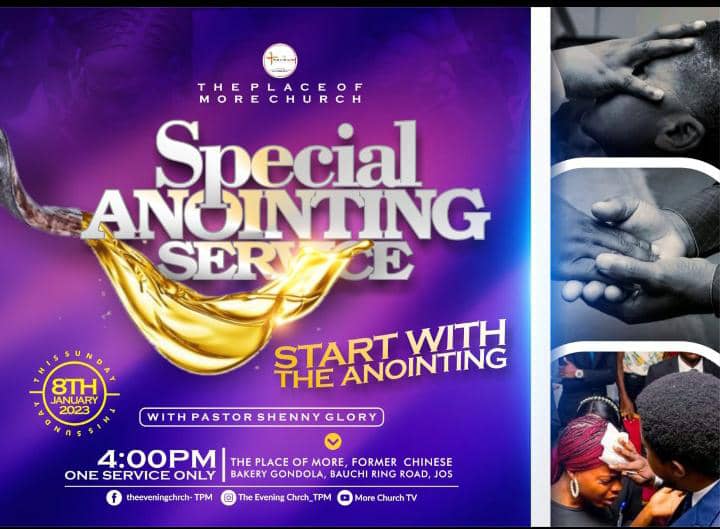 THE PLACE OF
MORE CHURCH
Special
ANOINTING
SERVICE
START WITH
THE ANOINTING
THIS SUNDAY
8TH
JANUARY
2023
THIS SUNDAY
WITH PASTOR SHENNY GLORY
4:00PM
ONE SERVICE ONLY
THE PLACE OF MORE, FORMER CHINESE
BAKERY GONDOLA, BAUCHI RING ROAD, JOS
theeveningchrch- TPM
The Evening Chrch_TPM
More Church TV